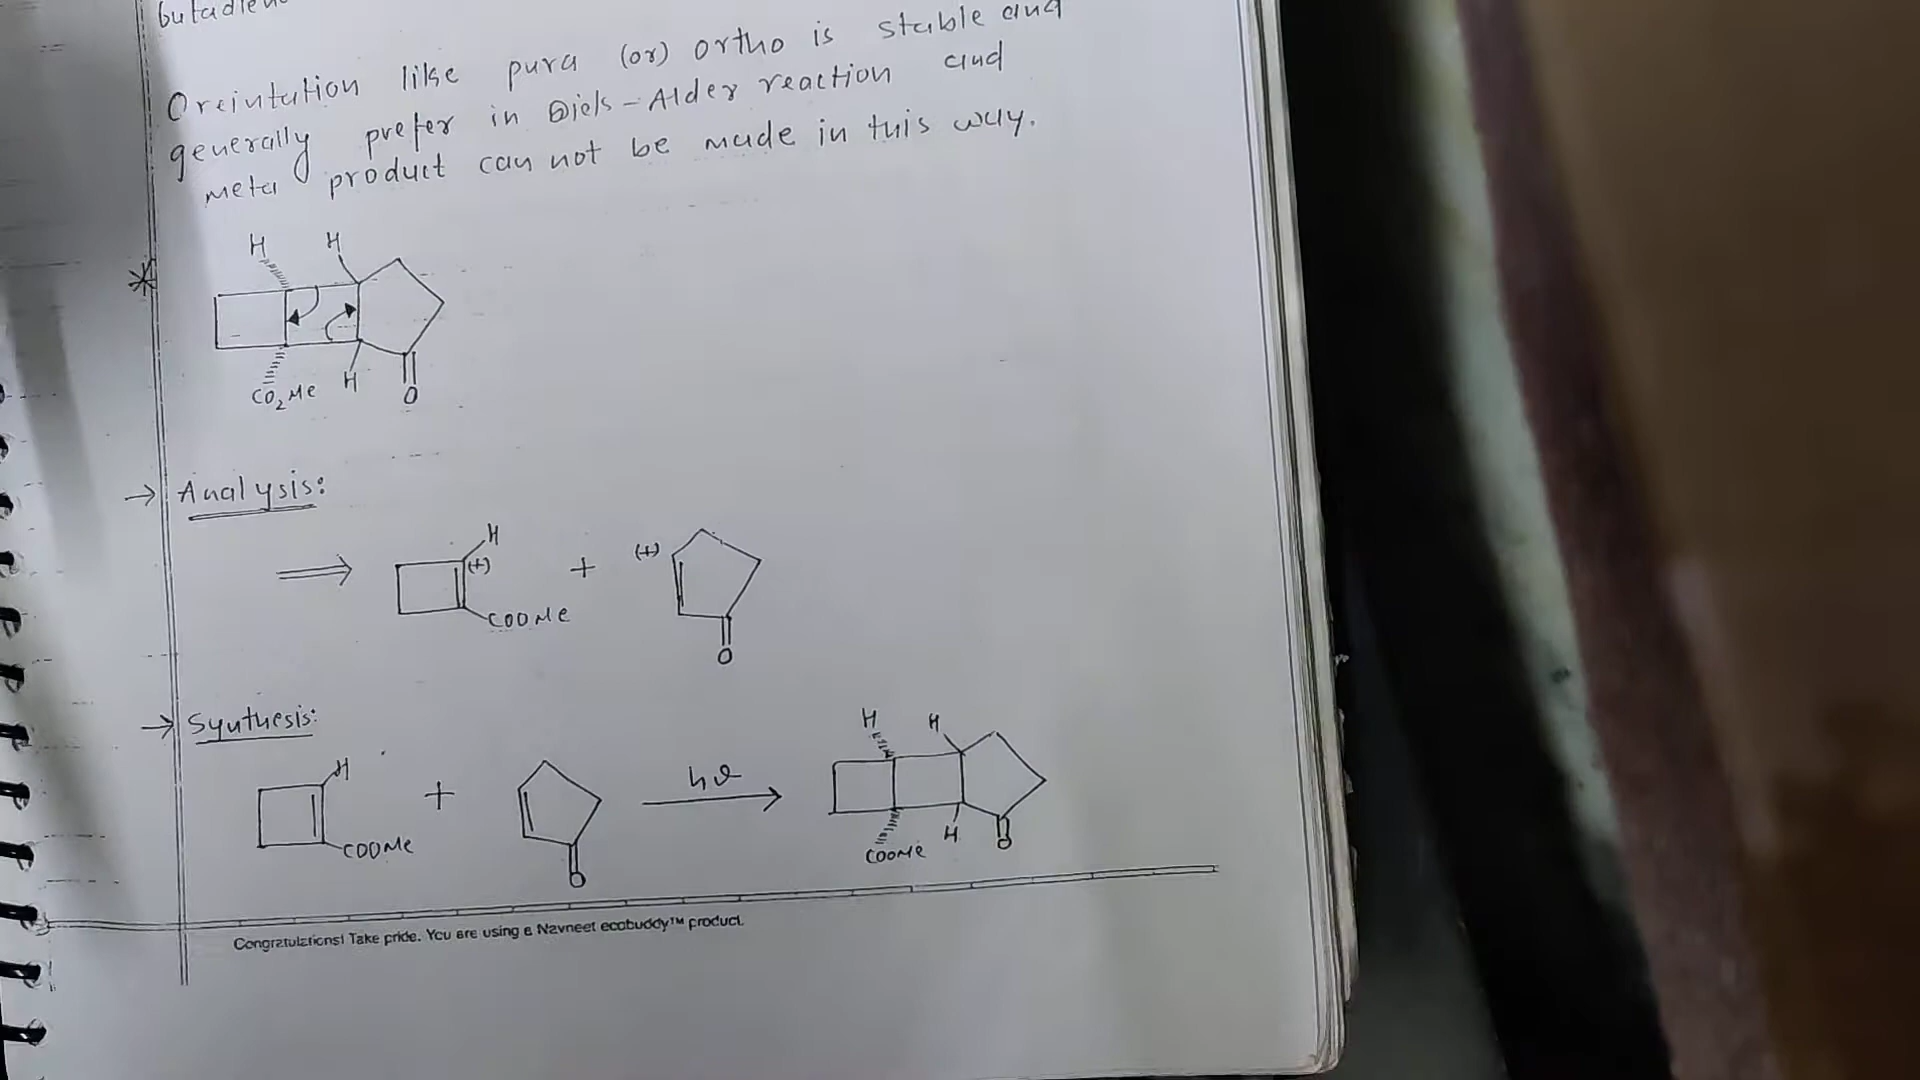 Oreintation like para (or) ortho is stable and
generally prefer in Diels-Alder reaction and
meta product can not be made in this way.
H H
*
CO2Me H O
→ Analysis:
⟹ H (+) COOMe + (+) O
→ Synthesis:
H COOMe + O hν → H H COOMe H O
Congratulations! Take pride. You are using a Navneet ecobuddy™ product.